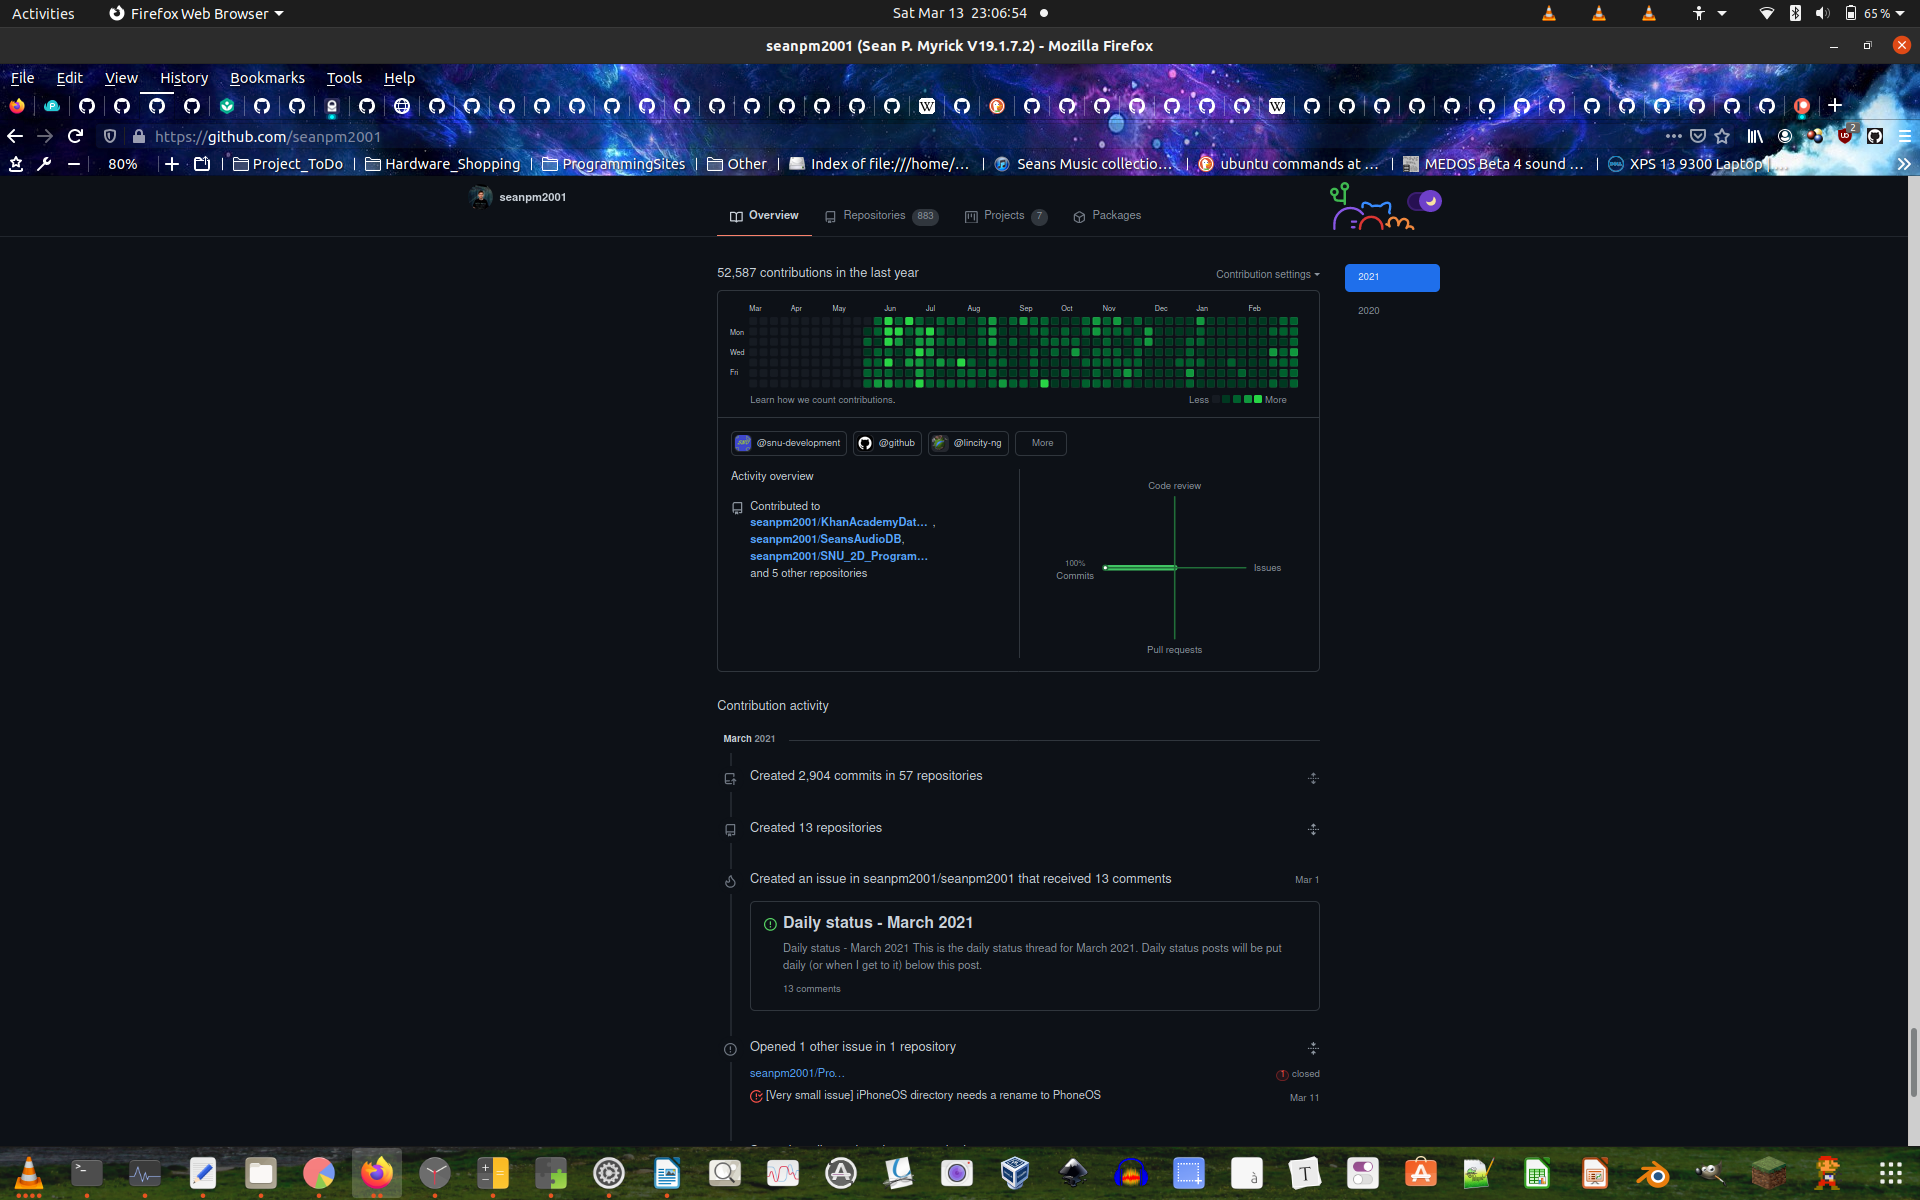 Activities
Firefox Web Browser
Sat Mar 13 23:06:54
65 %
seanpm2001 (Sean P. Myrick V19.1.7.2) - Mozilla Firefox
File Edit View History Bookmarks Tools Help
https://github.com/seanpm2001
2
80%
Project_ToDo
Hardware_Shopping
ProgrammingSites
Other
Index of file:///home/...
Seans Music collectio...
ubuntu commands at ...
MEDOS Beta 4 sound ...
XPS 13 9300 Laptop |...
seanpm2001
Overview
Repositories 883
Projects 7
Packages
52,587 contributions in the last year
Contribution settings
2021
2020
Mar Apr May Jun Jul Aug Sep Oct Nov Dec Jan Feb
Mon
Wed
Fri
Learn how we count contributions.
Less More
@snu-development
@github
@lincity-ng
More
Activity overview
Contributed to
seanpm2001/KhanAcademyDat... ,
seanpm2001/SeansAudioDB,
seanpm2001/SNU_2D_Program...
and 5 other repositories
Code review
100%
Commits
Issues
Pull requests
Contribution activity
March 2021
Created 2,904 commits in 57 repositories
Created 13 repositories
Created an issue in seanpm2001/seanpm2001 that received 13 comments
Mar 1
Daily status - March 2021
Daily status - March 2021 This is the daily status thread for March 2021. Daily status posts will be put
daily (or when I get to it) below this post.
13 comments
Opened 1 other issue in 1 repository
seanpm2001/Pro...
1 closed
[Very small issue] iPhoneOS directory needs a rename to PhoneOS
Mar 11